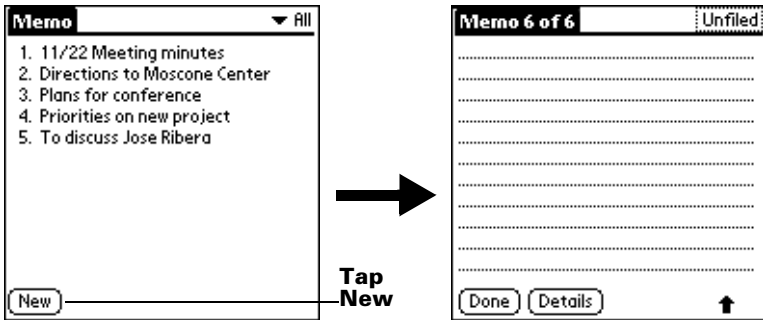 Memo
All
1. 11/22 Meeting minutes
2. Directions to Moscone Center
3. Plans for conference
4. Priorities on new project
5. To discuss Jose Ribera
New
Tap
New
Memo 6 of 6
Unfiled
Done
Details